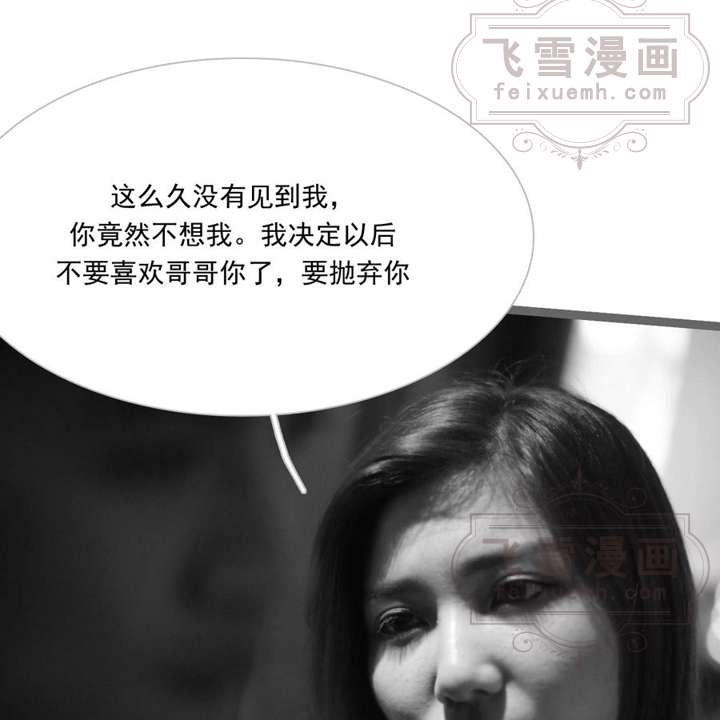 飞雪漫画
feixuemh.com
这么久没有见到我，
你竟然不想我。我决定以后
不要喜欢哥哥你了，要抛弃你
飞雪漫画
feixuemh.com